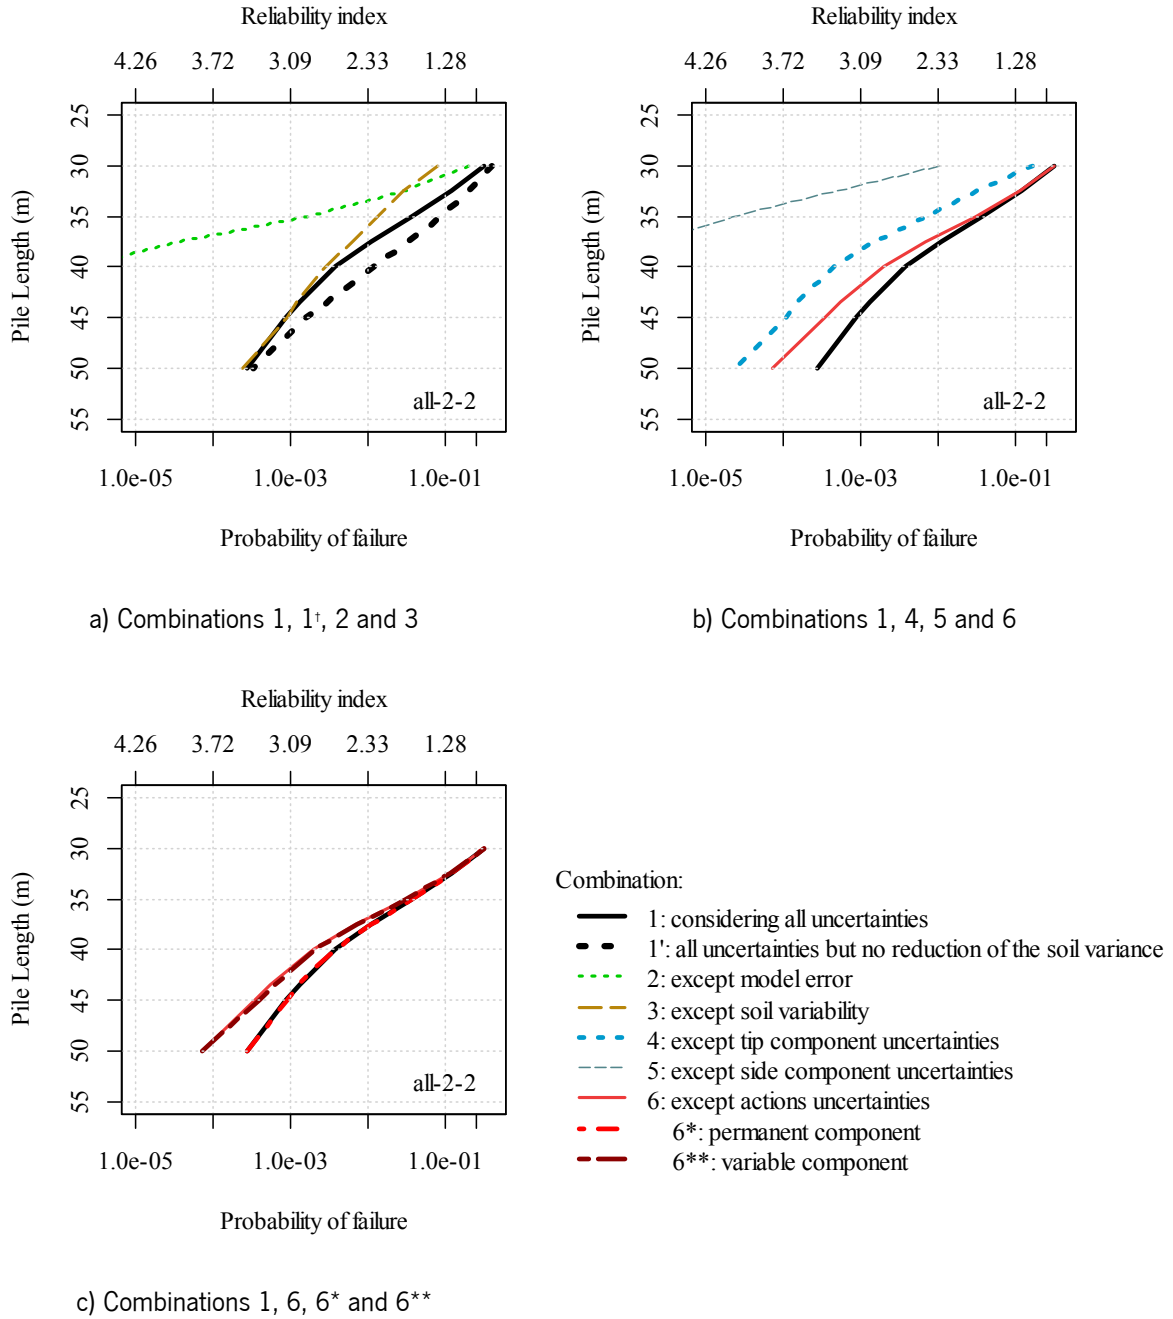 Reliability index
4.26 3.72 3.09 2.33 1.28
Pile Length (m)
25
30
35
40
45
50
55
all-2-2
1.0e-05 1.0e-03 1.0e-01
Probability of failure
a) Combinations 1, 1†, 2 and 3
Reliability index
4.26 3.72 3.09 2.33 1.28
Pile Length (m)
25
30
35
40
45
50
55
all-2-2
1.0e-05 1.0e-03 1.0e-01
Probability of failure
b) Combinations 1, 4, 5 and 6
Reliability index
4.26 3.72 3.09 2.33 1.28
Pile Length (m)
25
30
35
40
45
50
55
all-2-2
1.0e-05 1.0e-03 1.0e-01
Probability of failure
c) Combinations 1, 6, 6* and 6**
Combination:
1: considering all uncertainties
1': all uncertainties but no reduction of the soil variance
2: except model error
3: except soil variability
4: except tip component uncertainties
5: except side component uncertainties
6: except actions uncertainties
6*: permanent component
6**: variable component